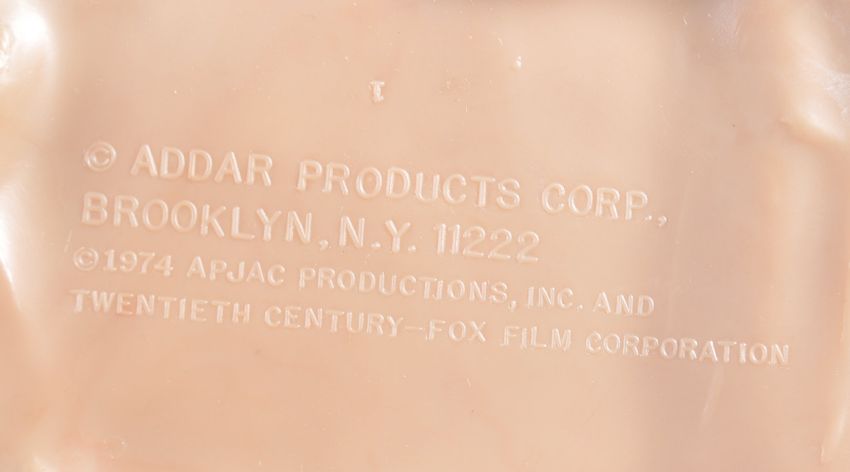 © ADDAR PRODUCTS CORP.,
BROOKLYN, N.Y. 11222
©1974 APJAC PRODUCTIONS, INC. AND
TWENTIETH CENTURY–FOX FILM CORPORATION